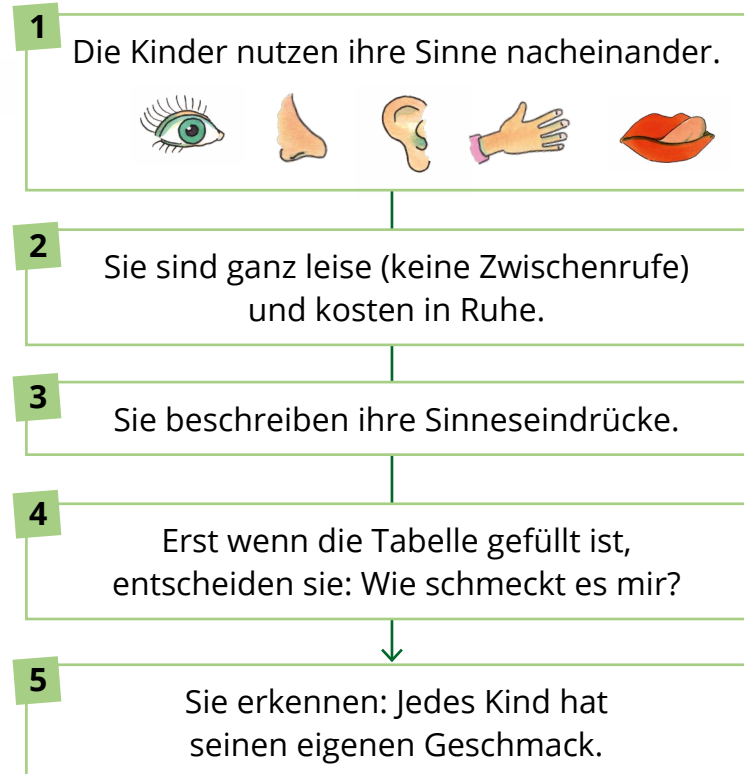 1
Die Kinder nutzen ihre Sinne nacheinander.
2
Sie sind ganz leise (keine Zwischenrufe)
und kosten in Ruhe.
3
Sie beschreiben ihre Sinneseindrücke.
4
Erst wenn die Tabelle gefüllt ist,
entscheiden sie: Wie schmeckt es mir?
5
Sie erkennen: Jedes Kind hat
seinen eigenen Geschmack.